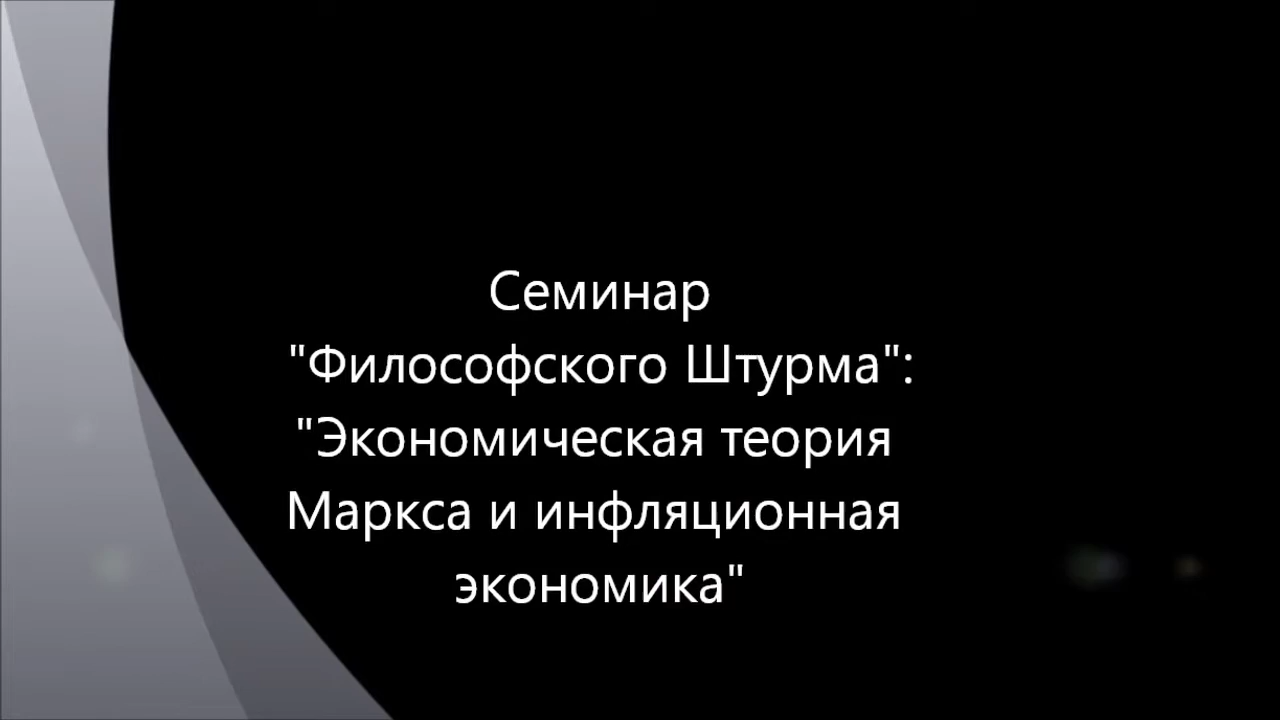 Семинар
"Философского Штурма":
"Экономическая теория
Маркса и инфляционная
экономика"